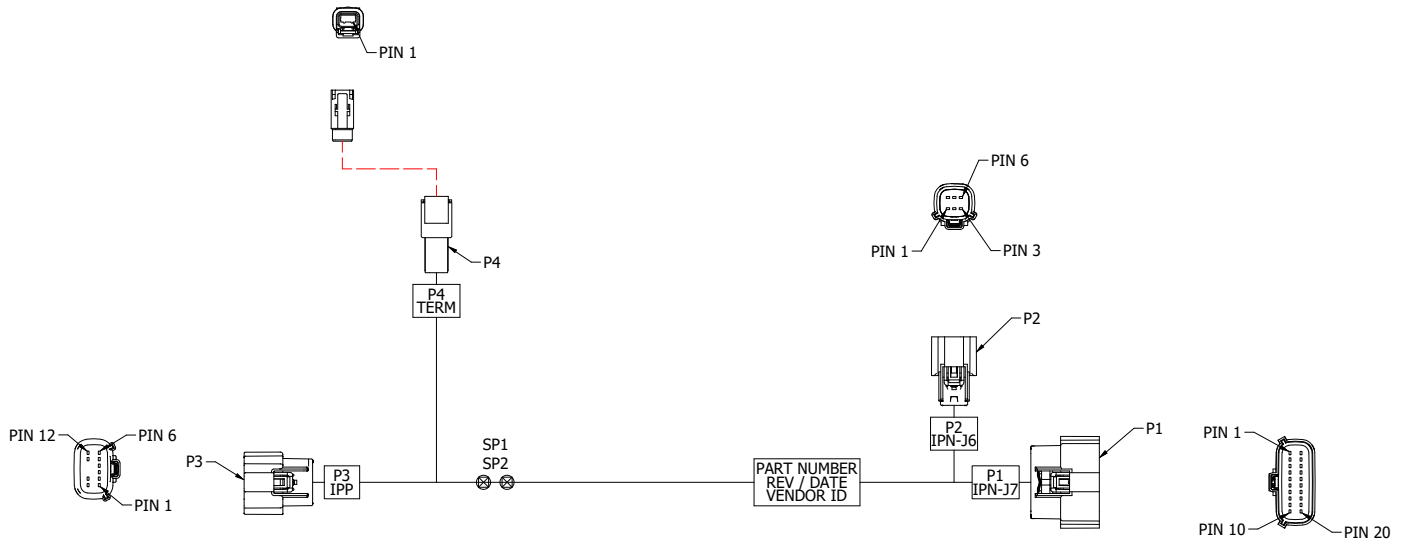 PIN 1
PIN 6
PIN 1
PIN 3
P4
P4
TERM
P2
P2
IPN-J6
PIN 12
PIN 6
PIN 1
P3
P3
IPP
SP1
SP2
PART NUMBER
REV / DATE
VENDOR ID
P1
IPN-J7
P1
PIN 1
PIN 10
PIN 20